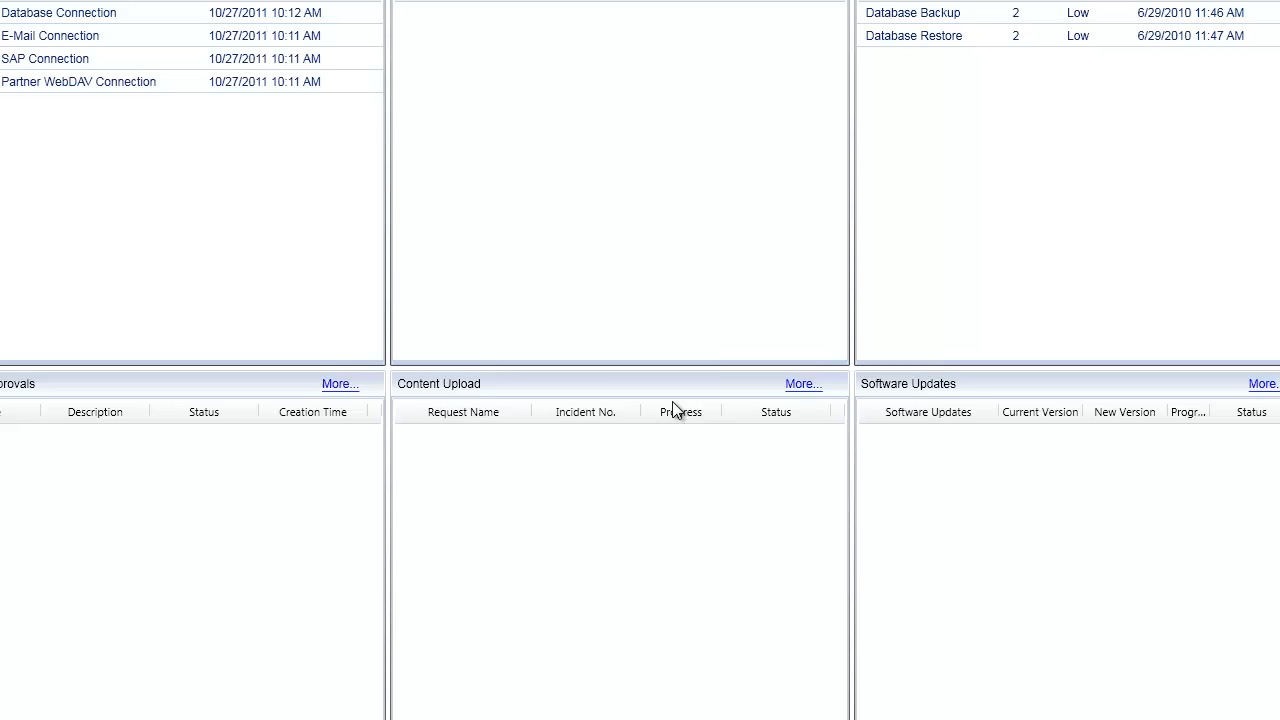 Database Connection 10/27/2011 10:12 AM
E-Mail Connection 10/27/2011 10:11 AM
SAP Connection 10/27/2011 10:11 AM
Partner WebDAV Connection 10/27/2011 10:11 AM
Database Backup 2 Low 6/29/2010 11:46 AM
Database Restore 2 Low 6/29/2010 11:47 AM
provals More...
Description Status Creation Time
Content Upload More...
Request Name Incident No. Progress Status
Software Updates More.
Software Updates Current Version New Version Progr... Status